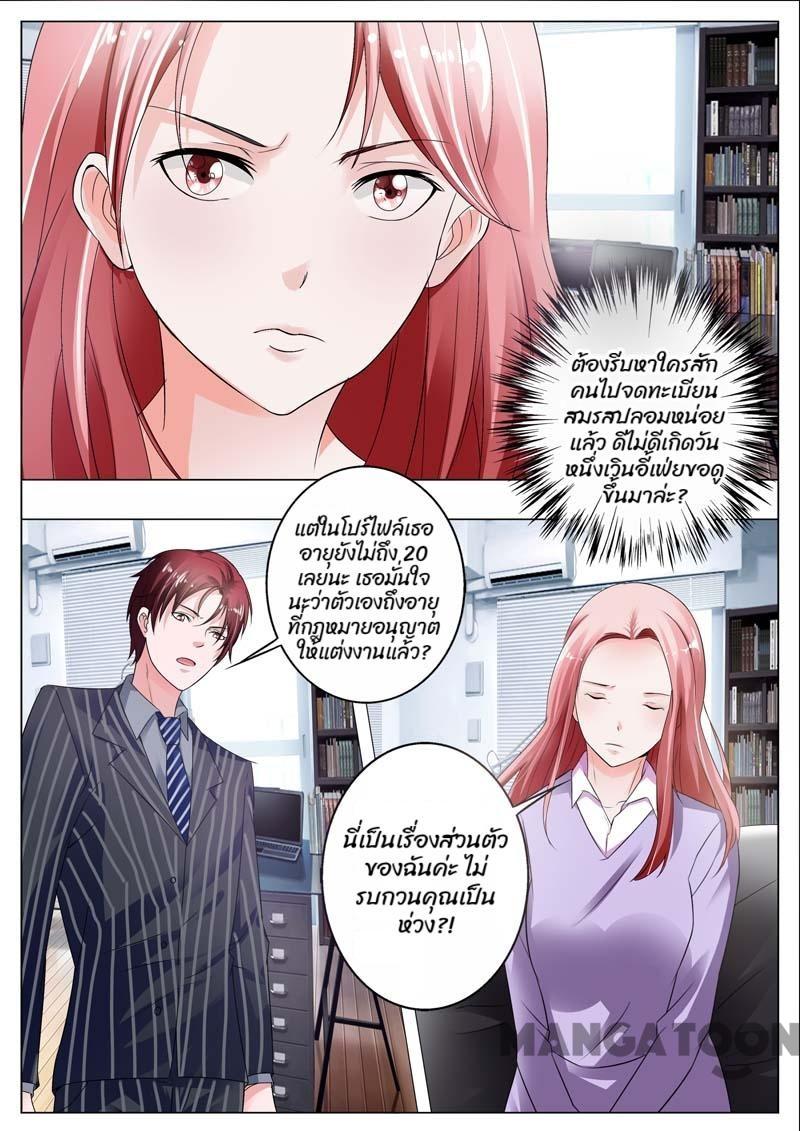 ต้องรีบหาใครสัก
คนไปจดทะเบียน
สมรสปลอมหน่อย
แล้ว ดีไม่ดีเกิดวัน
หนึ่งเวินอี้เฟ่ยขอดู
ขึ้นมาล่ะ?
แต่ในโปร์ไฟล์เธอ
อายุยังไม่ถึง 20
เลยนะ เธอมั่นใจ
นะว่าตัวเองถึงอายุ
ที่กฎหมายอนุญาต
ให้แต่งงานแล้ว?
นี่เป็นเรื่องส่วนตัว
ของฉันค่ะ ไม่
รบกวนคุณเป็น
ห่วง?!
MANGATOON